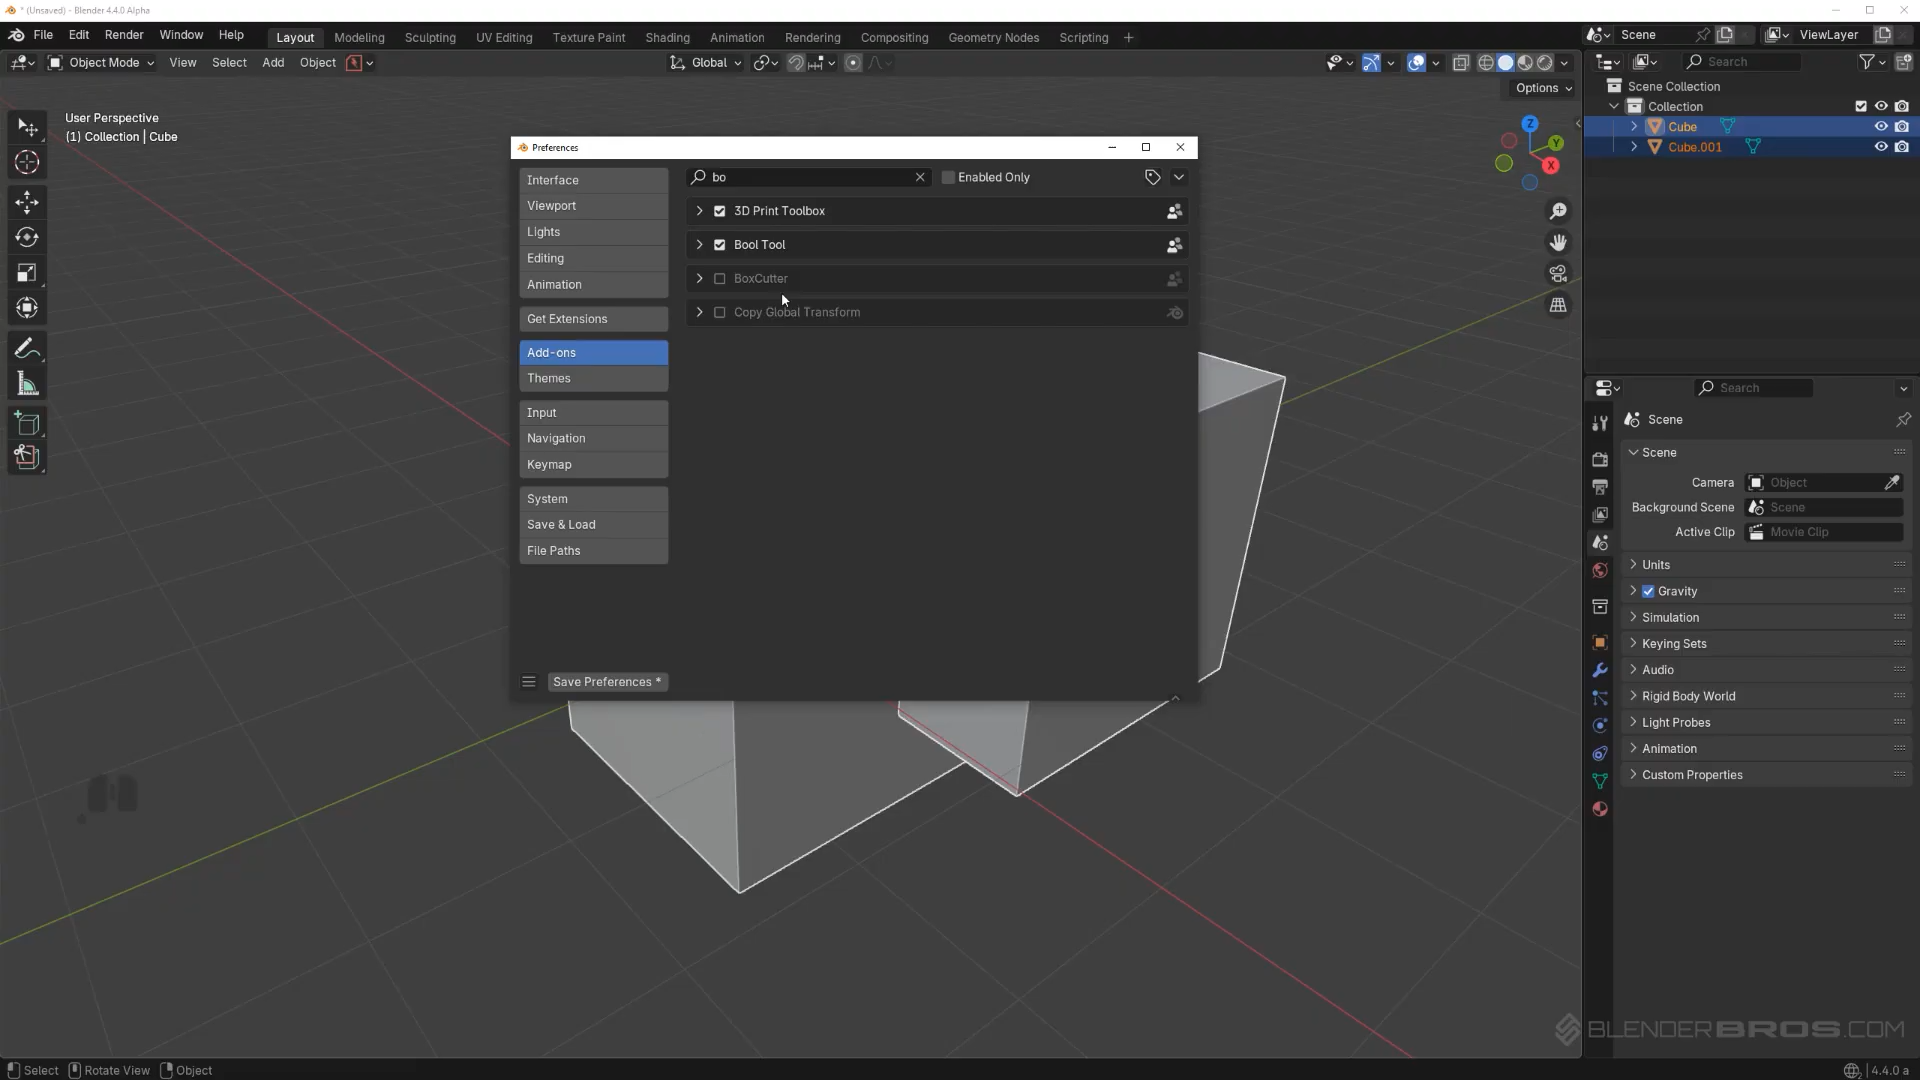 * (Unsaved) - Blender 4.4.0 Alpha
File Edit Render Window Help Layout Modeling Sculpting UV Editing Texture Paint Shading Animation Rendering Compositing Geometry Nodes Scripting + Scene ViewLayer
Object Mode View Select Add Object Global Search
Options
User Perspective
(1) Collection | Cube
Scene Collection
Collection
Cube
Cube.001
Z
Y
X
Preferences
Interface
Viewport
Lights
Editing
Animation
Get Extensions
Add-ons
Themes
Input
Navigation
Keymap
System
Save & Load
File Paths
Save Preferences *
bo Enabled Only
3D Print Toolbox
Bool Tool
BoxCutter
Copy Global Transform
Search
Scene
Scene
Camera Object
Background Scene Scene
Active Clip Movie Clip
Units
Gravity
Simulation
Keying Sets
Audio
Rigid Body World
Light Probes
Animation
Custom Properties
BLENDERBROS.COM
Select Rotate View Object 4.4.0 a